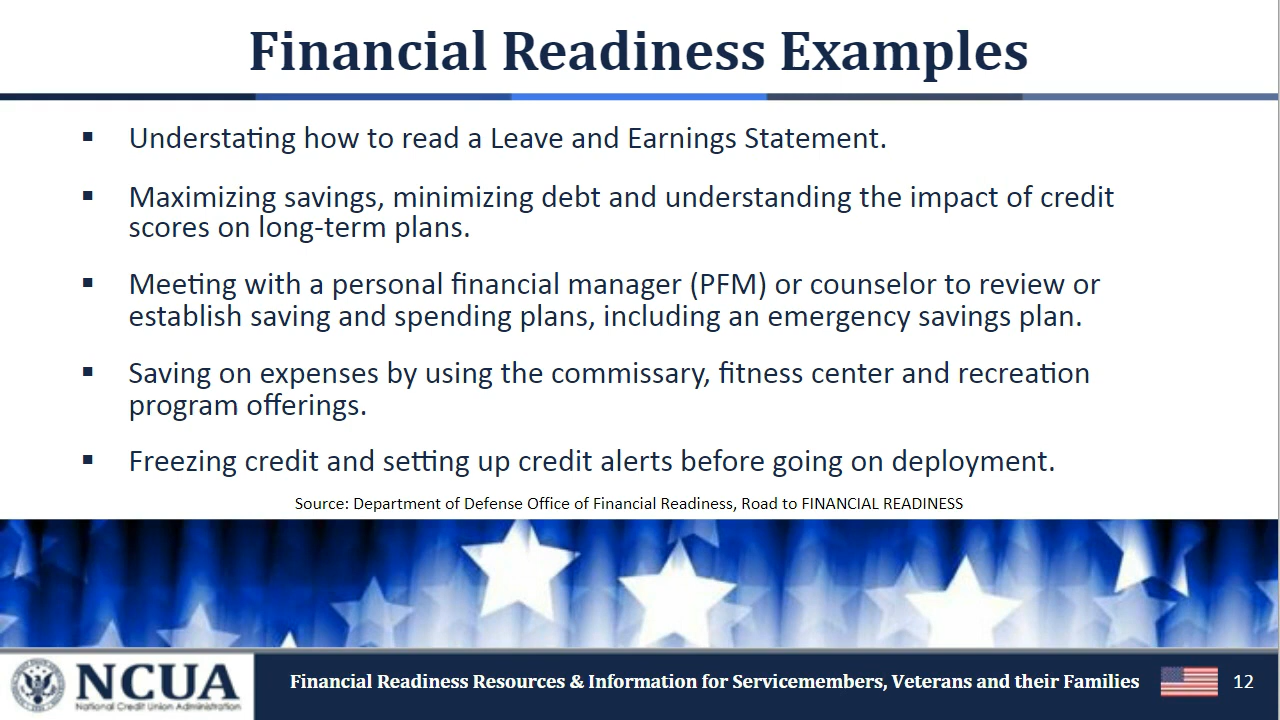 Financial Readiness Examples
▪ Understating how to read a Leave and Earnings Statement.
▪ Maximizing savings, minimizing debt and understanding the impact of credit
scores on long-term plans.
▪ Meeting with a personal financial manager (PFM) or counselor to review or
establish saving and spending plans, including an emergency savings plan.
▪ Saving on expenses by using the commissary, fitness center and recreation
program offerings.
▪ Freezing credit and setting up credit alerts before going on deployment.
Source: Department of Defense Office of Financial Readiness, Road to FINANCIAL READINESS
NCUA
National Credit Union Administration
Financial Readiness Resources & Information for Servicemembers, Veterans and their Families
12